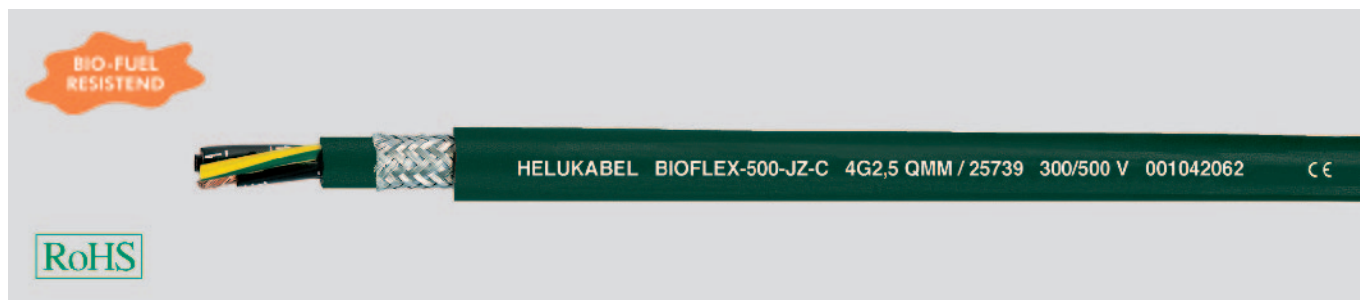 BIO-FUEL
RESISTEND
HELUKABEL BIOFLEX-500-JZ-C 4G2,5 QMM / 25739 300/500 V 001042062 CE
RoHS